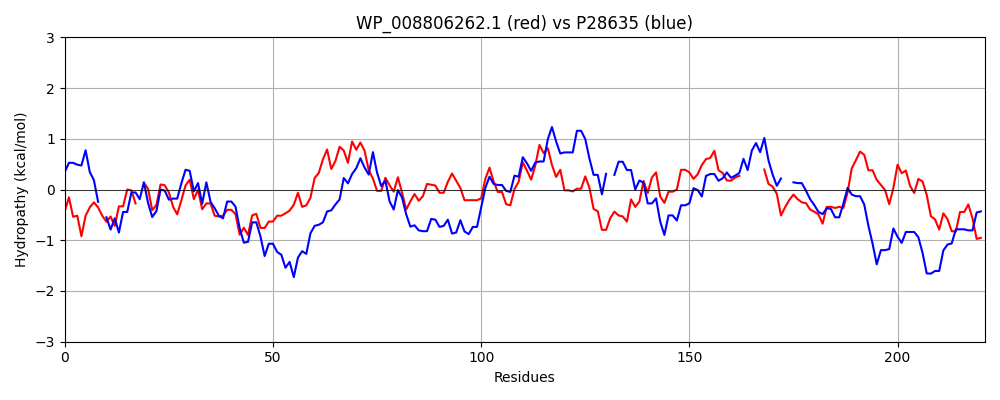 WP_008806262.1 (red) vs P28635 (blue)
Hydropathy (kcal/mol)
3
2
1
0
−1
−2
−3
0 50 100 150 200
Residues